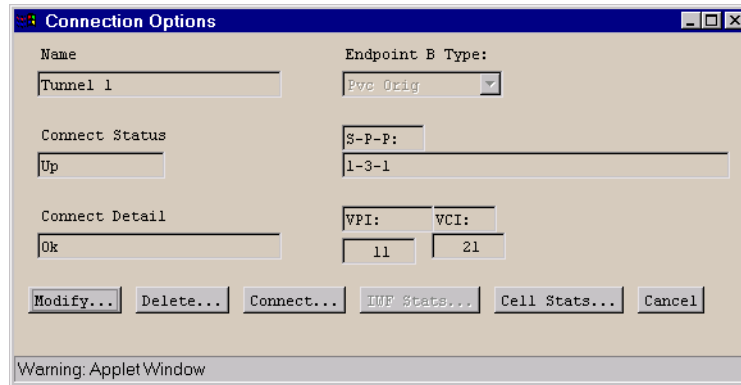 Connection Options
Name
Endpoint B Type:
Tunnel 1
Pvc Orig
Connect Status
S-P-P:
Up
1-3-1
Connect Detail
VPI:
VCI:
Ok
11
21
Modify...
Delete...
Connect...
IWF Stats...
Cell Stats...
Cancel
Warning: Applet Window